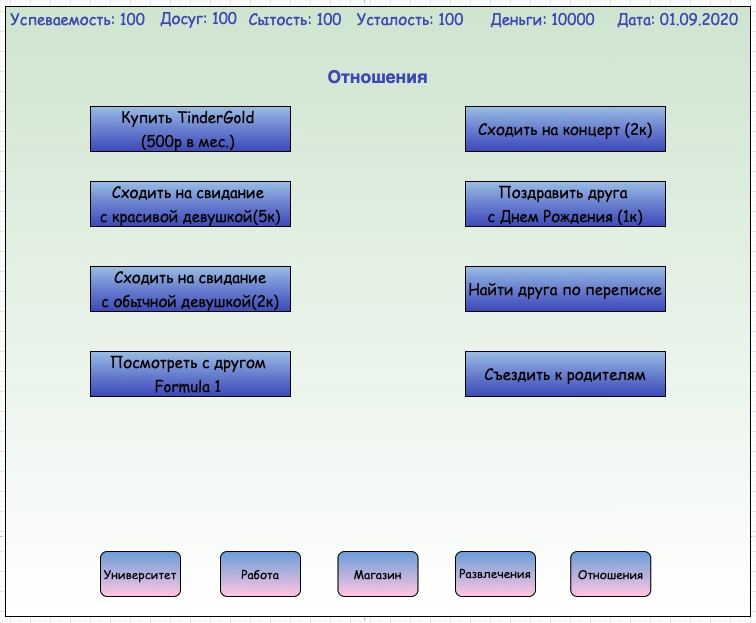 Успеваемость: 100 Досуг: 100 Сытость: 100 Усталость: 100 Деньги: 10000 Дата: 01.09.2020
Отношения
Купить TinderGold
(500р в мес.)
Сходить на концерт (2к)
Сходить на свидание
с красивой девушкой(5к)
Поздравить друга
с Днем Рождения (1к)
Сходить на свидание
с обычной девушкой(2к)
Найти друга по переписке
Посмотреть с другом
Formula 1
Съездить к родителям
Университет Работа Магазин Развлечения Отношения